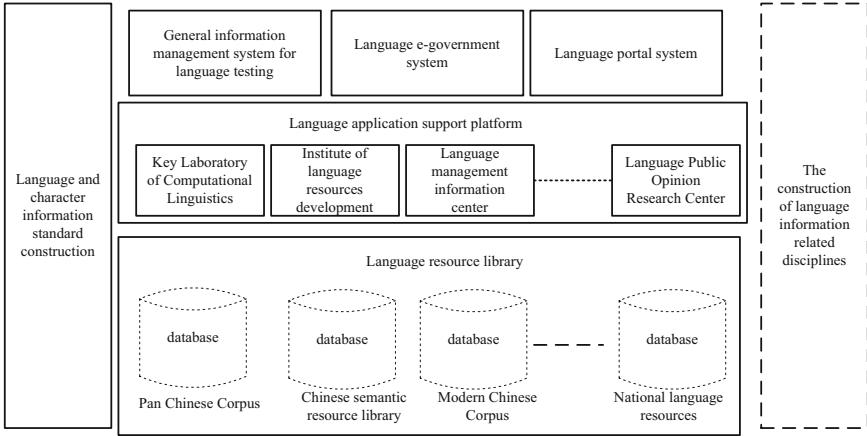 Language and
character
information
standard
construction
General information
management system for
language testing
Language e-government
system
Language portal system
Language application support platform
Key Laboratory
of Computational
Linguistics
Institute of
language
resources
development
Language
management
information
center
Language Public
Opinion
Research Center
Language resource library
database
Pan Chinese Corpus
database
Chinese semantic
resource library
database
Modern Chinese
Corpus
database
National language
resources
The
construction
of language
information
related
disciplines